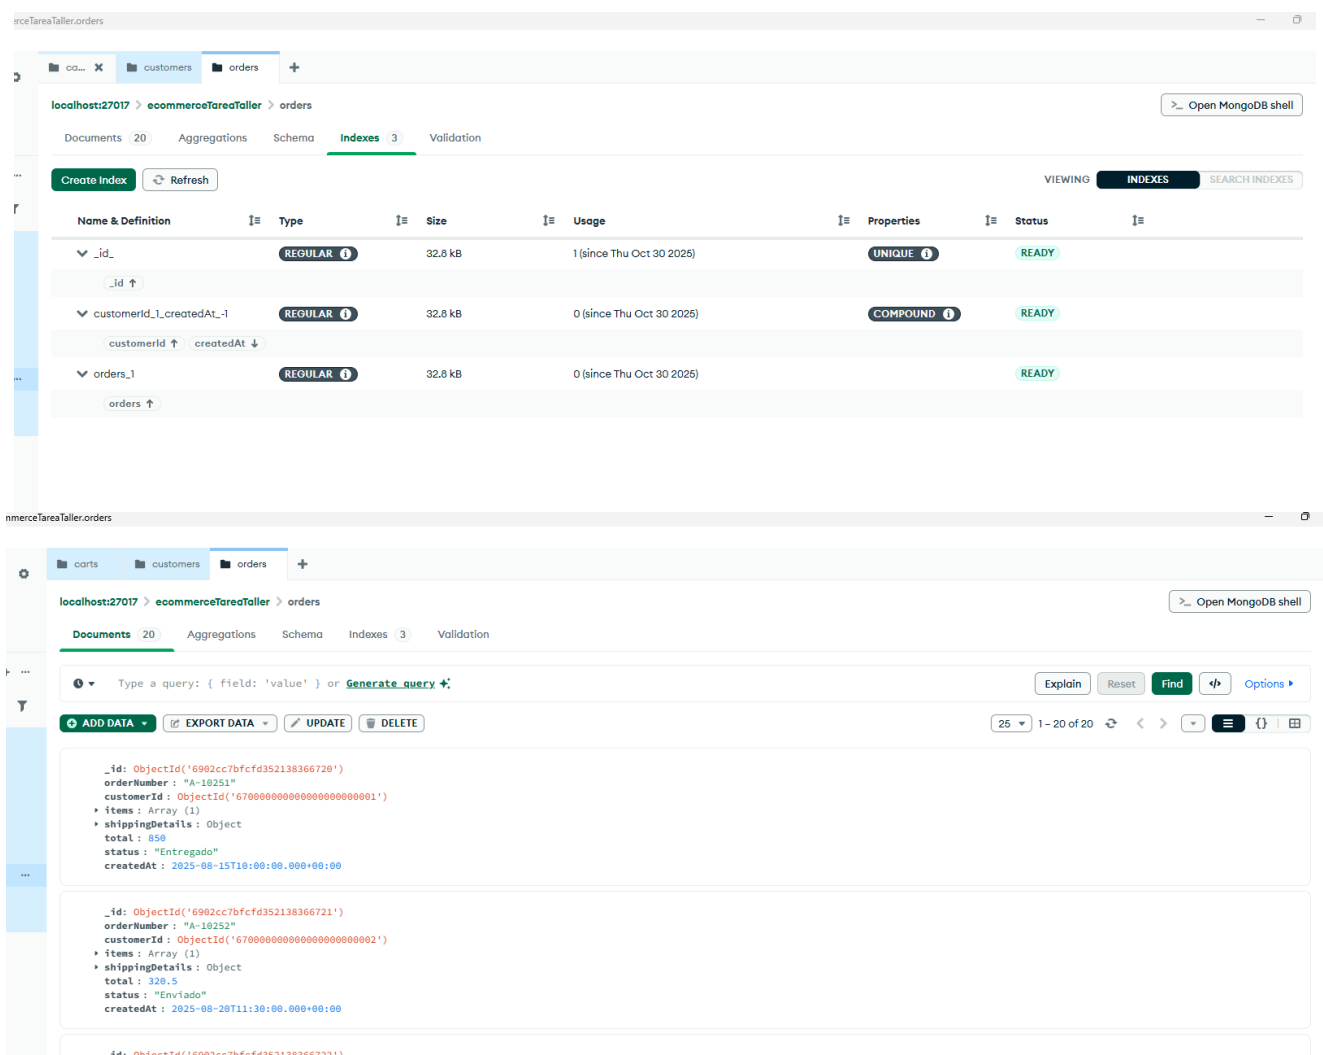 erceTareaTaller.orders
ca...
customers
orders
localhost:27017 > ecommerceTareaTaller > orders
>_ Open MongoDB shell
Documents 20 Aggregations Schema Indexes 3 Validation
Create Index Refresh VIEWING INDEXES SEARCH INDEXES
Name & Definition Type Size Usage Properties Status
_id_ REGULAR 32.8 kB 1 (since Thu Oct 30 2025) UNIQUE READY
_id ↑
customerId_1_createdAt_-1 REGULAR 32.8 kB 0 (since Thu Oct 30 2025) COMPOUND READY
customerId ↑ createdAt ↓
orders_1 REGULAR 32.8 kB 0 (since Thu Oct 30 2025) READY
orders ↑
nmerceTareaTaller.orders
carts
customers
orders
localhost:27017 > ecommerceTareaTaller > orders
>_ Open MongoDB shell
Documents 20 Aggregations Schema Indexes 3 Validation
Type a query: { field: 'value' } or Generate query Explain Reset Find </> Options
ADD DATA EXPORT DATA UPDATE DELETE 25 1 – 20 of 20 {}
_id: ObjectId('6902cc7bfcfd352138366720')
orderNumber : "A-10251"
customerId : ObjectId('670000000000000000000001')
items : Array (1)
shippingDetails : Object
total : 850
status : "Entregado"
createdAt : 2025-08-15T10:00:00.000+00:00
_id: ObjectId('6902cc7bfcfd352138366721')
orderNumber : "A-10252"
customerId : ObjectId('670000000000000000000002')
items : Array (1)
shippingDetails : Object
total : 320.5
status : "Enviado"
createdAt : 2025-08-20T11:30:00.000+00:00
_id: ObjectId('6902cc7bfcfd352138366722')